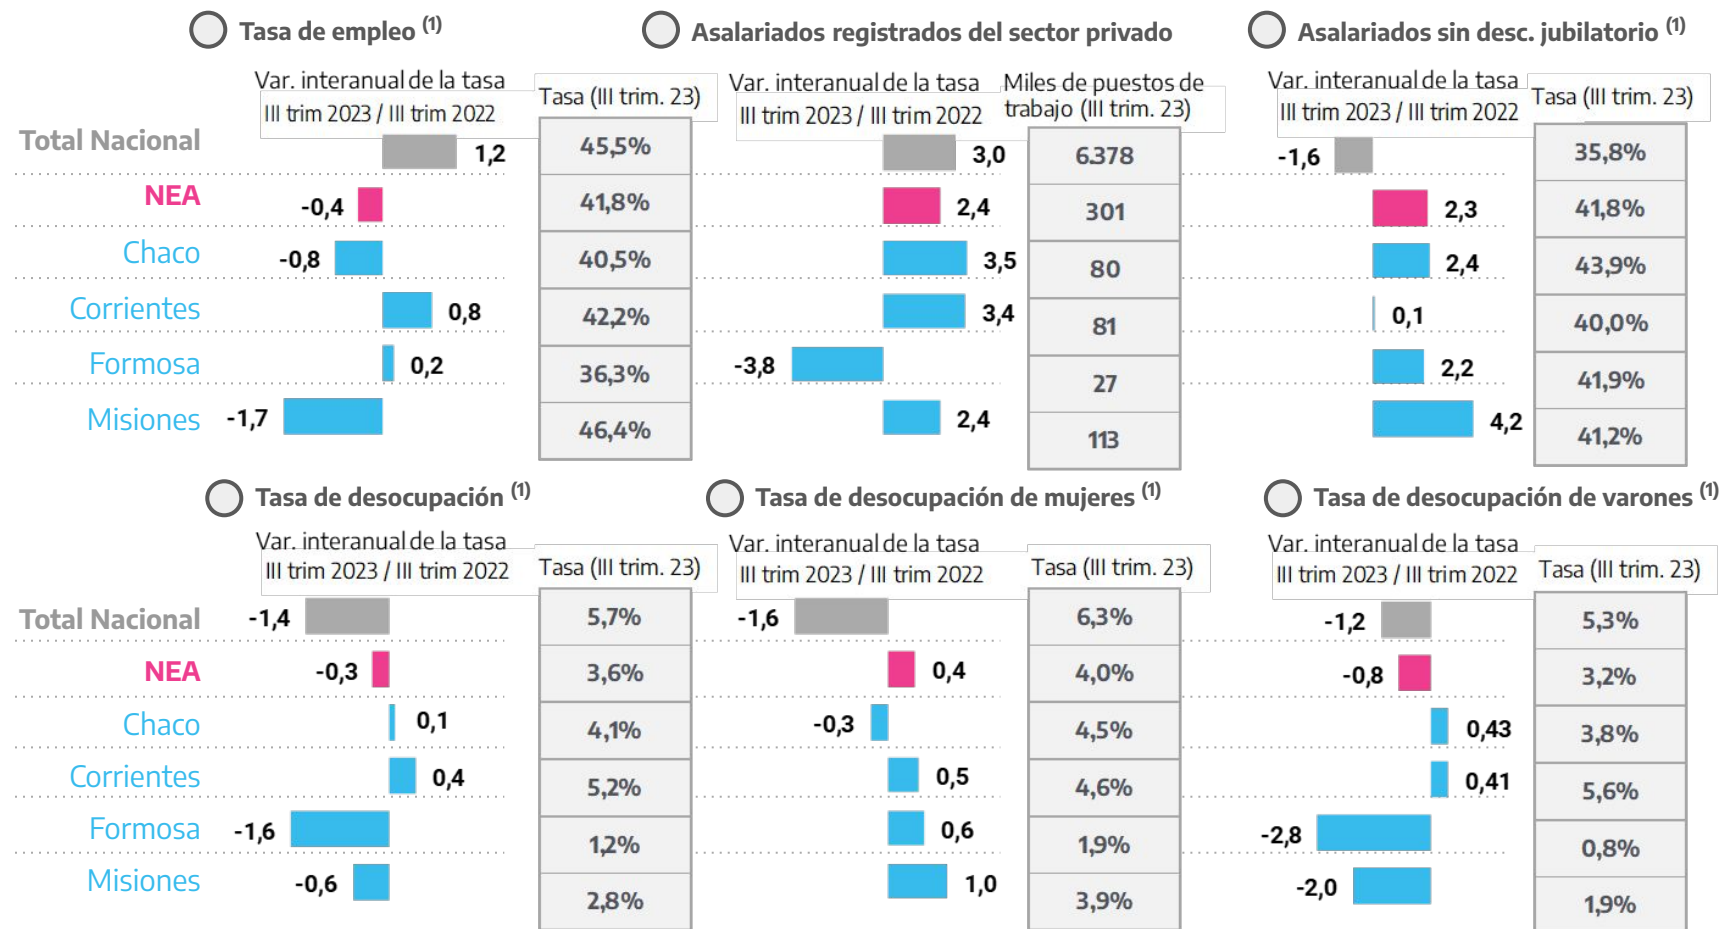 Tasa de empleo (1)
Asalariados registrados del sector privado
Asalariados sin desc. jubilatorio (1)
Var. interanual de la tasa
III trim 2023 / III trim 2022
Tasa (III trim. 23)
Var. interanual de la tasa
III trim 2023 / III trim 2022
Miles de puestos de
trabajo (III trim. 23)
Var. interanual de la tasa
III trim 2023 / III trim 2022
Tasa (III trim. 23)
Total Nacional 1,2 45,5% 3,0 6.378 -1,6 35,8%
NEA -0,4 41,8% 2,4 301 2,3 41,8%
Chaco -0,8 40,5% 3,5 80 2,4 43,9%
Corrientes 0,8 42,2% 3,4 81 0,1 40,0%
Formosa 0,2 36,3% -3,8 27 2,2 41,9%
Misiones -1,7 46,4% 2,4 113 4,2 41,2%
Tasa de desocupación (1)
Tasa de desocupación de mujeres (1)
Tasa de desocupación de varones (1)
Var. interanual de la tasa
III trim 2023 / III trim 2022
Tasa (III trim. 23)
Var. interanual de la tasa
III trim 2023 / III trim 2022
Tasa (III trim. 23)
Var. interanual de la tasa
III trim 2023 / III trim 2022
Tasa (III trim. 23)
Total Nacional -1,4 5,7% -1,6 6,3% -1,2 5,3%
NEA -0,3 3,6% 0,4 4,0% -0,8 3,2%
Chaco 0,1 4,1% -0,3 4,5% 0,43 3,8%
Corrientes 0,4 5,2% 0,5 4,6% 0,41 5,6%
Formosa -1,6 1,2% 0,6 1,9% -2,8 0,8%
Misiones -0,6 2,8% 1,0 3,9% -2,0 1,9%